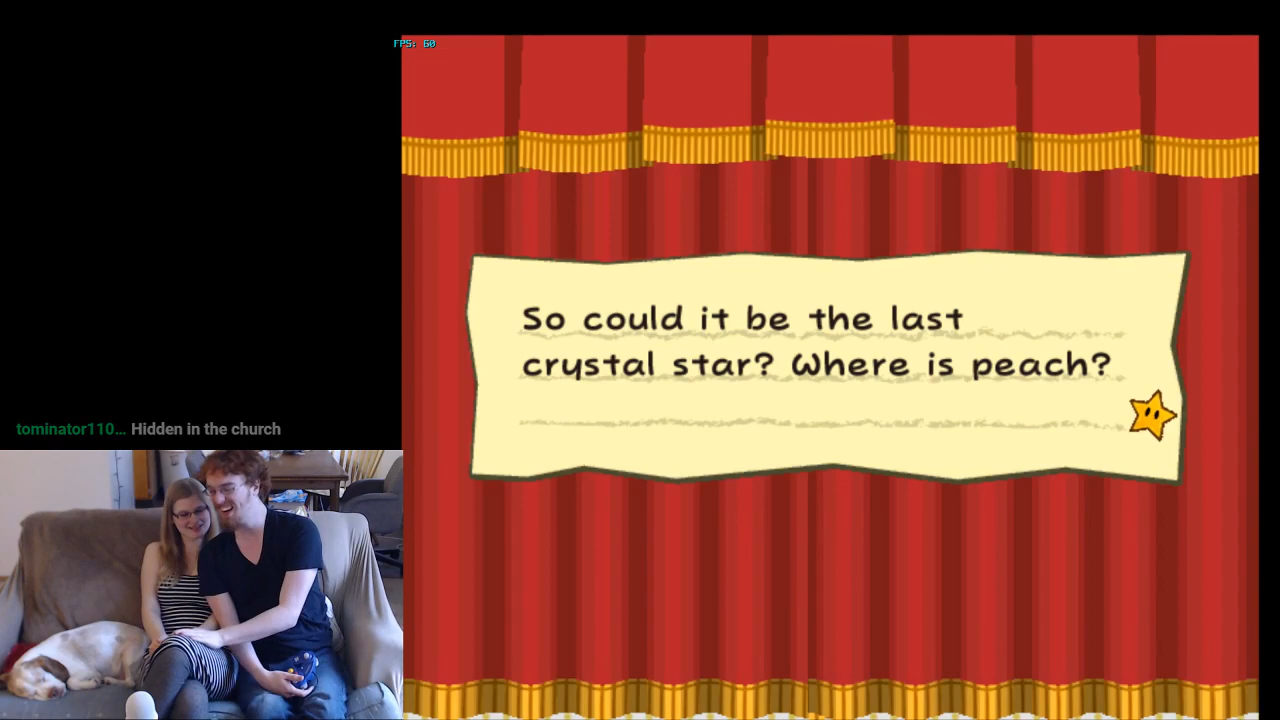 FPS: 60
So could it be the last
crystal star? Where is peach?
tominator110… Hidden in the church